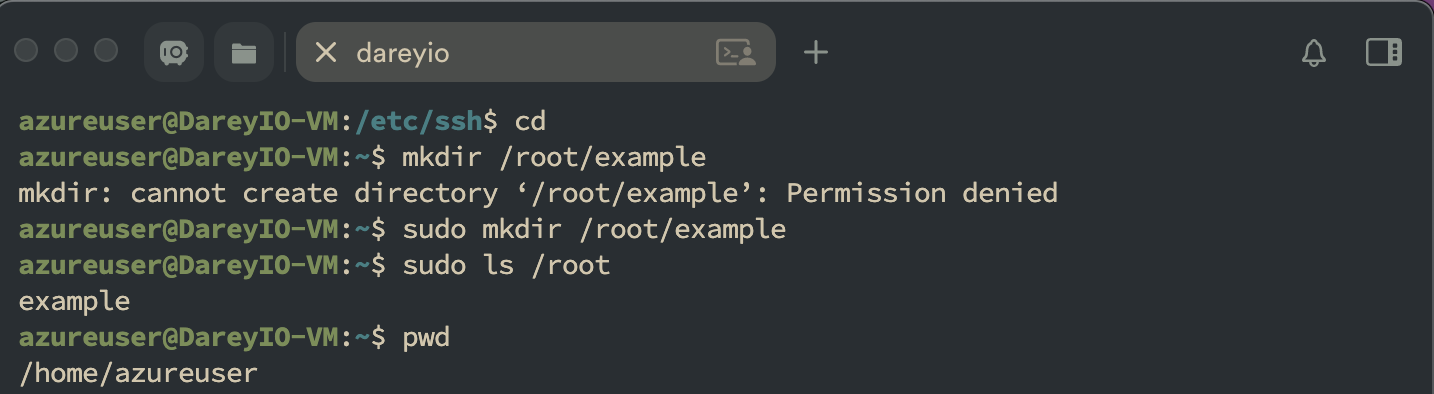 dareyio
azureuser@DareyIO-VM:/etc/ssh$ cd
azureuser@DareyIO-VM:~$ mkdir /root/example
mkdir: cannot create directory ‘/root/example’: Permission denied
azureuser@DareyIO-VM:~$ sudo mkdir /root/example
azureuser@DareyIO-VM:~$ sudo ls /root
example
azureuser@DareyIO-VM:~$ pwd
/home/azureuser